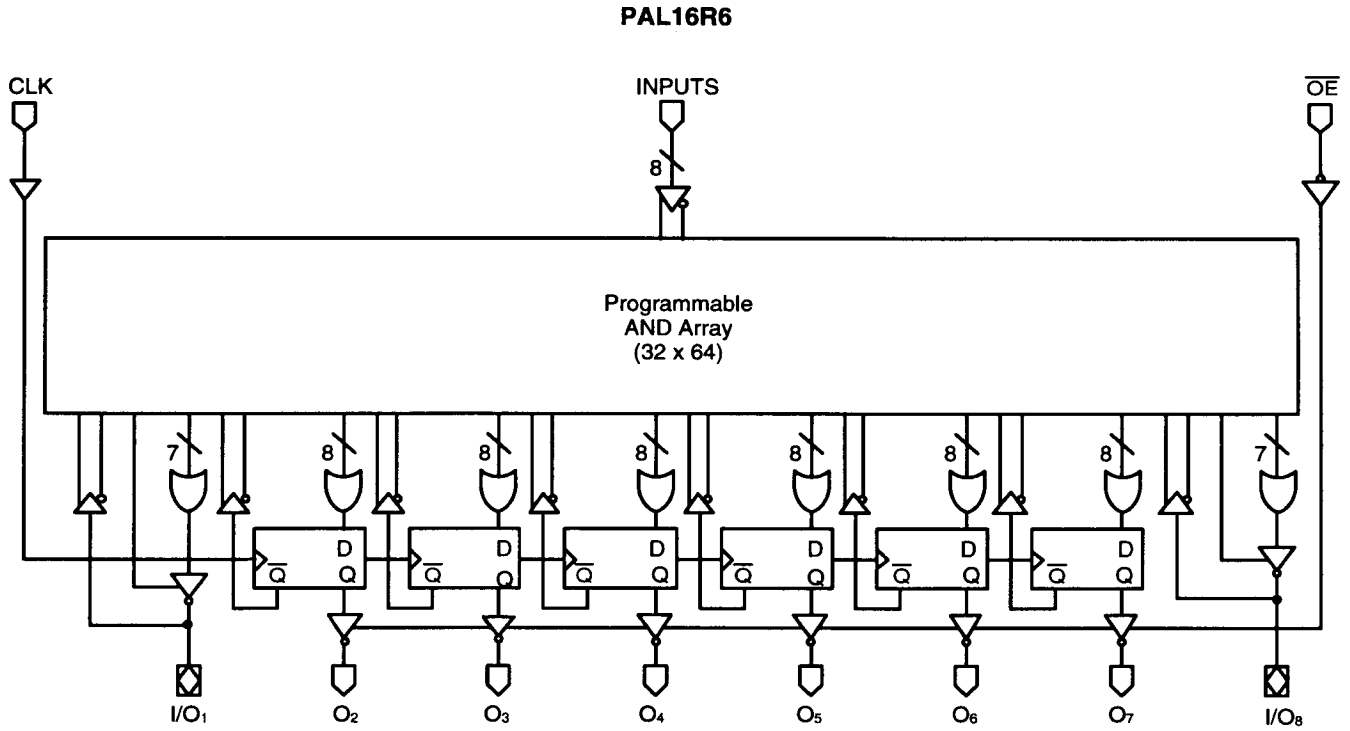 PAL16R6
CLK
INPUTS
O̅E̅
8
Programmable
AND Array
(32 x 64)
7
8
8
8
8
8
8
7
D
D
D
D
D
D
Q̅
Q
Q̅
Q
Q̅
Q
Q̅
Q
Q̅
Q
Q̅
Q
I/O₁
O₂
O₃
O₄
O₅
O₆
O₇
I/O₈